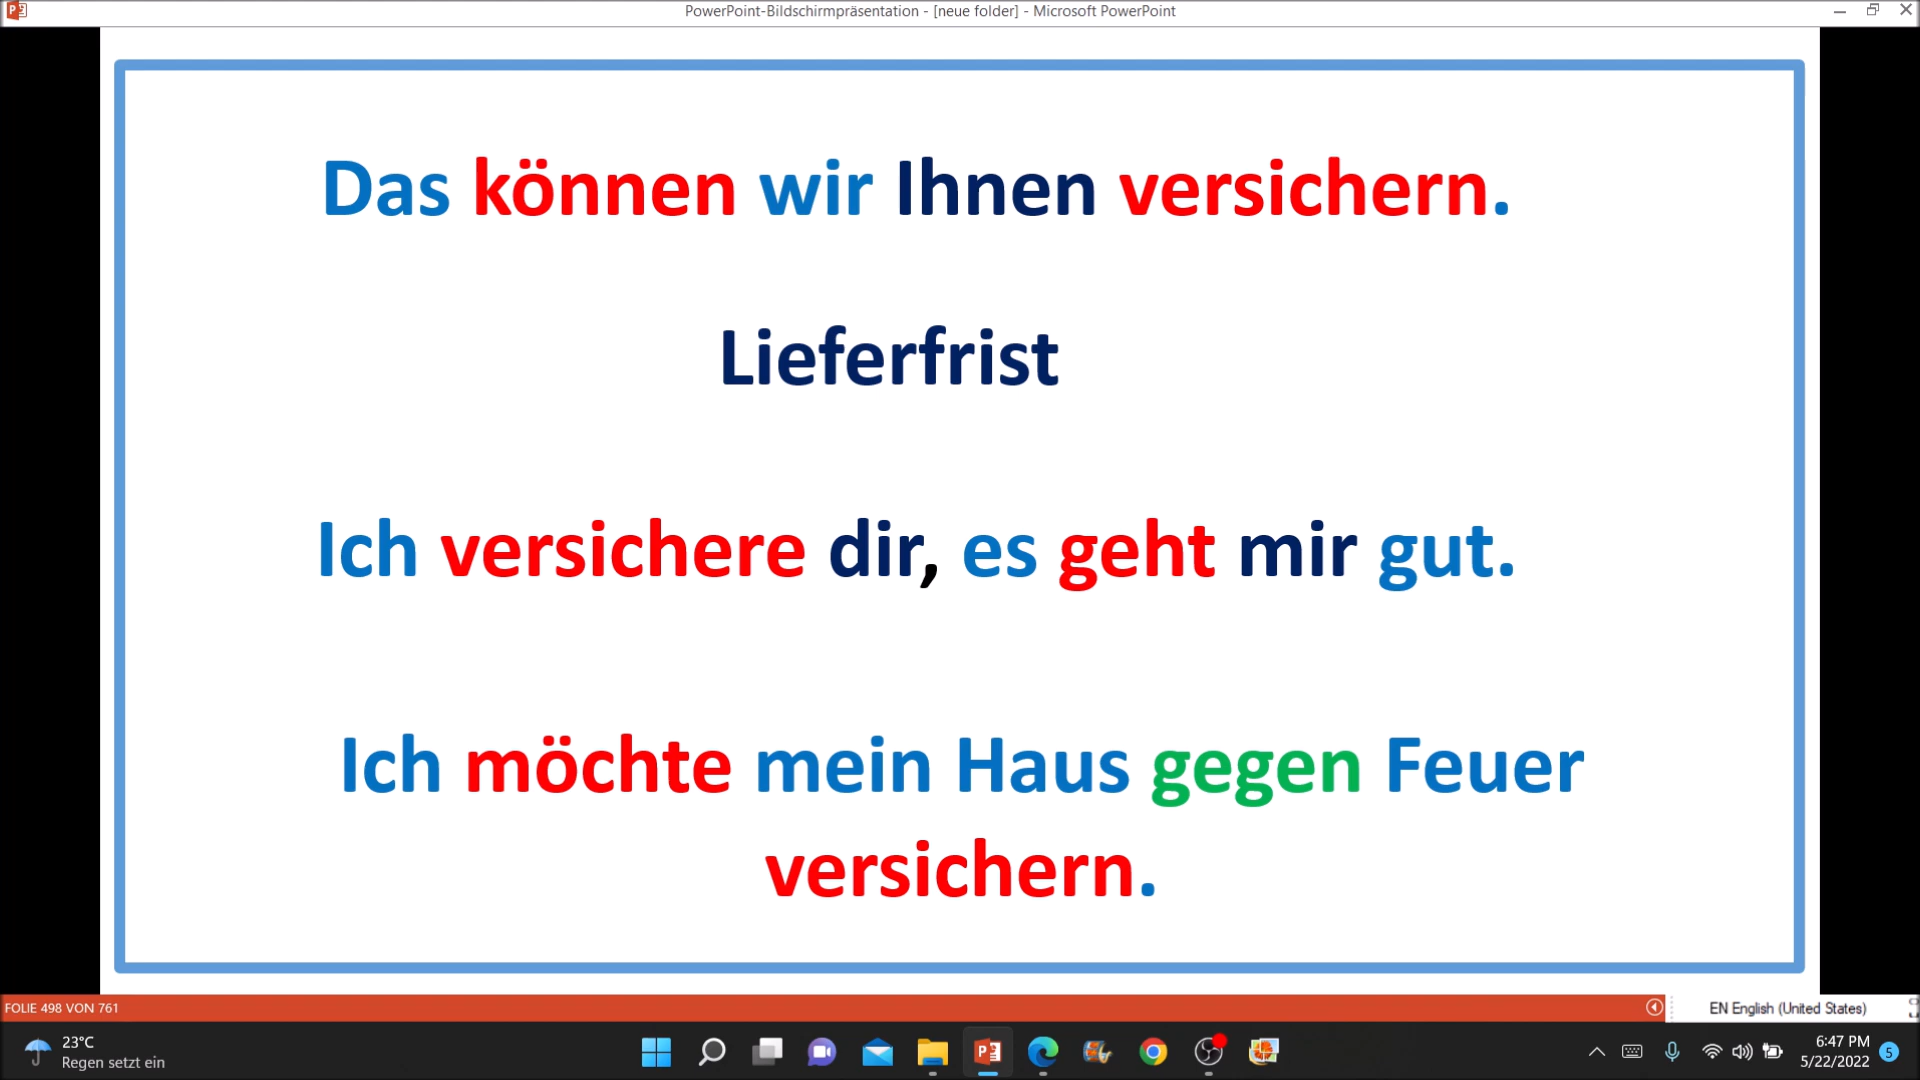 PowerPoint-Bildschirmpräsentation - [neue folder] - Microsoft PowerPoint
Das können wir Ihnen versichern.
Lieferfrist
Ich versichere dir, es geht mir gut.
Ich möchte mein Haus gegen Feuer
versichern.
FOLIE 498 VON 761
EN English (United States)
23°C
Regen setzt ein
6:47 PM
5/22/2022
5